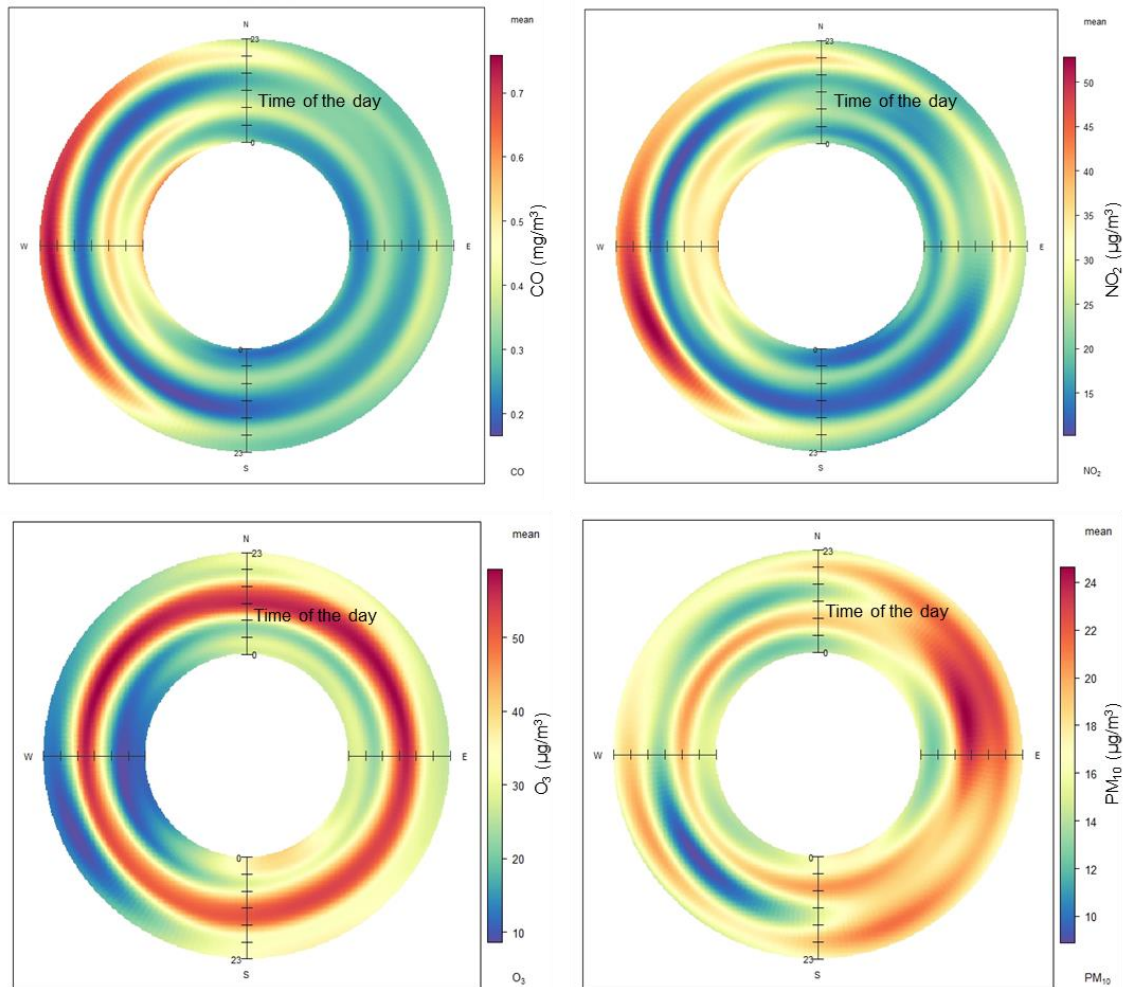 N
23
Time of the day
0
W
E
0
23
S
mean
0.7
0.6
0.5
0.4
0.3
0.2
CO (mg/m³)
CO
N
23
Time of the day
0
W
E
0
23
S
mean
50
45
40
35
30
25
20
15
NO₂ (µg/m³)
NO₂
N
23
Time of the day
0
W
E
0
23
S
mean
50
40
30
20
10
O₃ (µg/m³)
O₃
N
23
Time of the day
0
W
E
0
23
S
mean
24
22
20
18
16
14
12
10
PM₁₀ (µg/m³)
PM₁₀